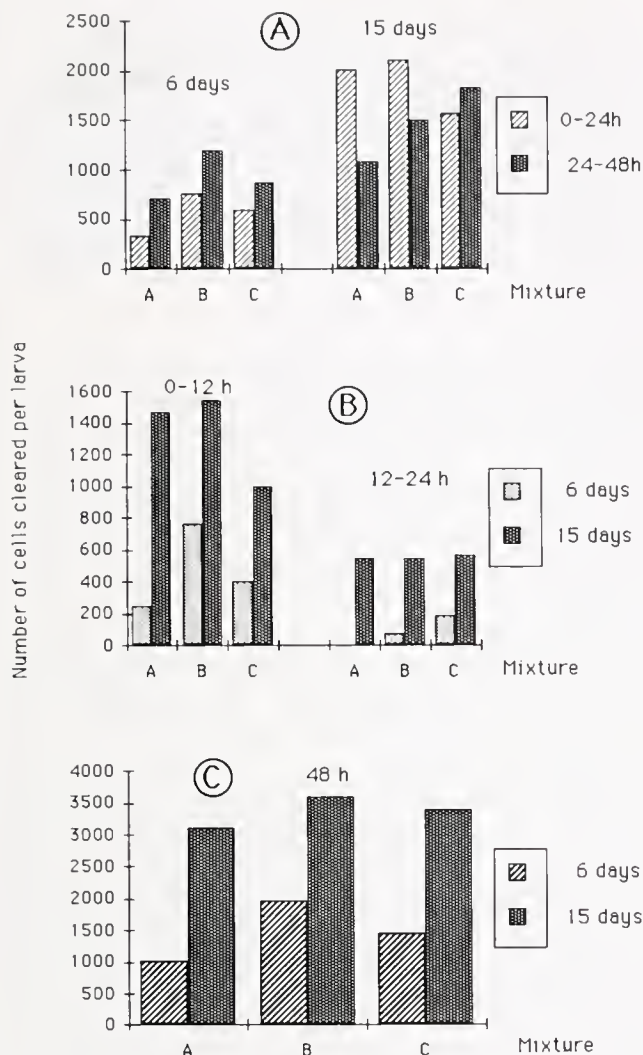 Number of cells cleared per larva
A
2500
2000
1500
1000
500
0
6 days
15 days
0-24h
24-48h
A B C A B C Mixture
B
1600
1400
1200
1000
800
600
400
200
0
0-12 h
12-24 h
6 days
15 days
A B C A B C Mixture
C
4000
3500
3000
2500
2000
1500
1000
500
0
48 h
6 days
15 days
A B C Mixture